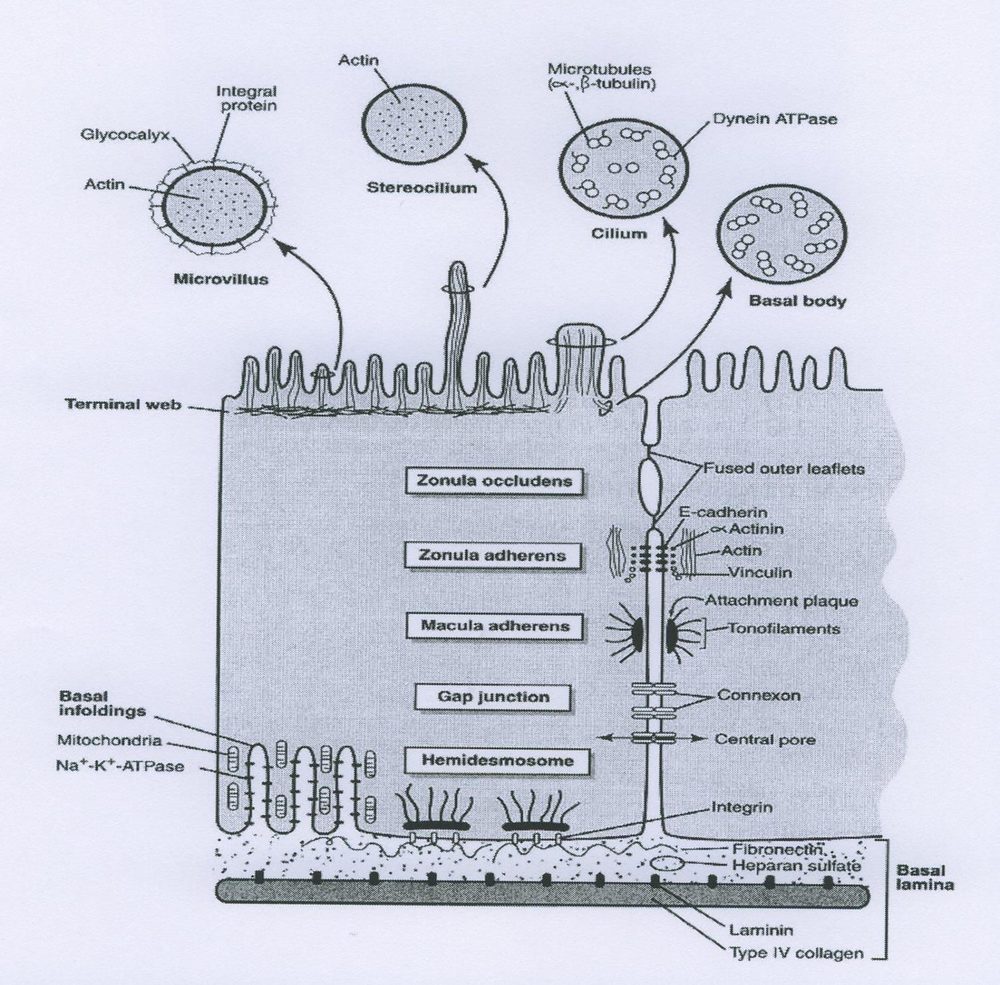 Actin
Microtubules
(∝-,β-tubulin)
Integral
protein
Dynein ATPase
Glycocalyx
Actin
Stereocilium
Cilium
Microvillus
Basal body
Terminal web
Zonula occludens
Fused outer leaflets
E-cadherin
∝Actinin
Zonula adherens
Actin
Vinculin
Attachment plaque
Macula adherens
Tonofilaments
Gap junction
Connexon
Basal
infoldings
Mitochondria
Central pore
Na⁺-K⁺-ATPase
Hemidesmosome
Integrin
Fibronectin
Heparan sulfate
Basal
lamina
Laminin
Type IV collagen